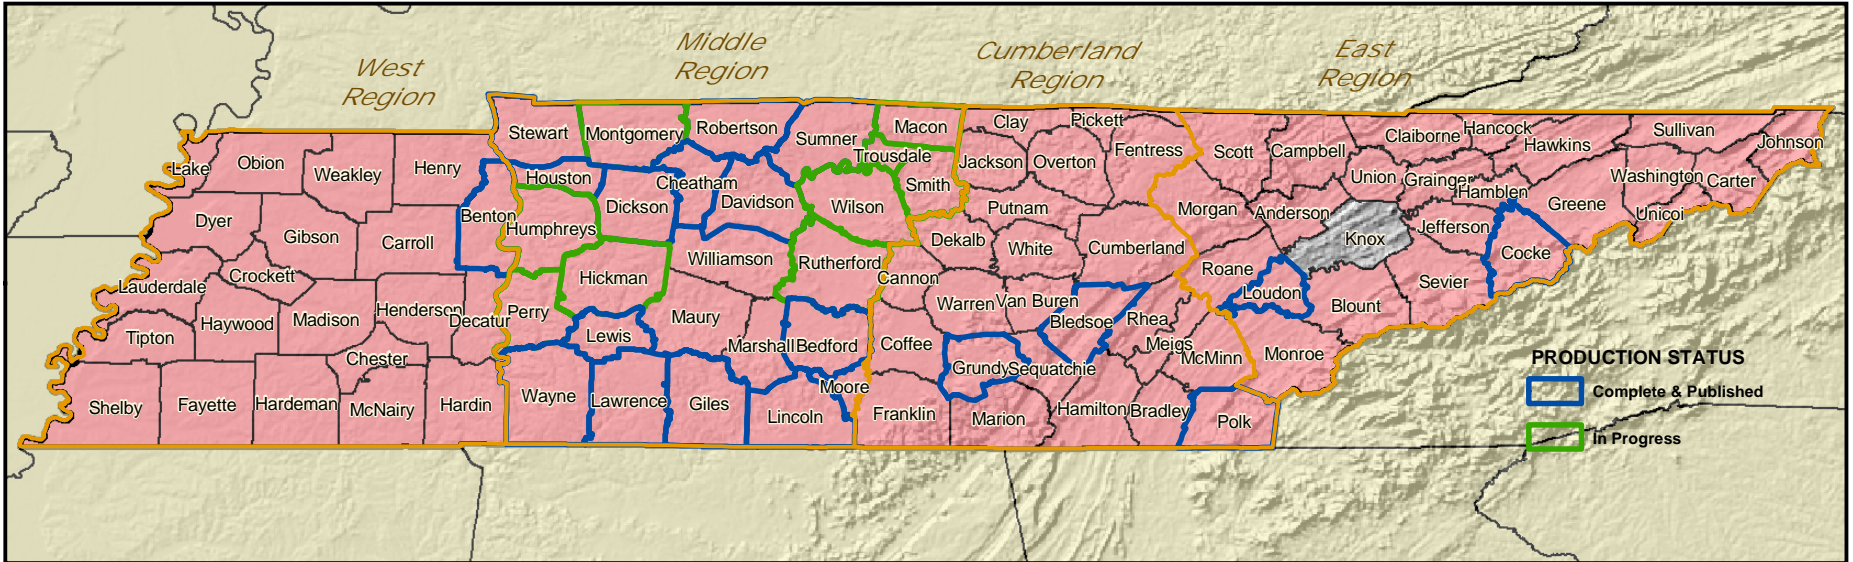 West
Region
Middle
Region
Cumberland
Region
East
Region
Lake
Obion
Weakley
Henry
Dyer
Gibson
Carroll
Benton
Lauderdale
Crockett
Haywood
Madison
Henderson
Decatur
Tipton
Chester
Shelby
Fayette
Hardeman
McNairy
Hardin
Stewart
Montgomery
Robertson
Sumner
Macon
Trousdale
Houston
Cheatham
Dickson
Davidson
Wilson
Smith
Humphreys
Williamson
Rutherford
Hickman
Cannon
Perry
Lewis
Maury
Marshall
Bedford
Wayne
Lawrence
Giles
Lincoln
Moore
Clay
Pickett
Jackson
Overton
Fentress
Putnam
Dekalb
White
Cumberland
Warren
Van Buren
Bledsoe
Rhea
Coffee
Grundy
Sequatchie
Meigs
McMinn
Franklin
Marion
Hamilton
Bradley
Polk
Scott
Campbell
Claiborne
Hancock
Hawkins
Sullivan
Johnson
Union
Grainger
Hamblen
Washington
Carter
Morgan
Anderson
Greene
Unicoi
Knox
Jefferson
Cocke
Roane
Loudon
Blount
Sevier
Monroe
PRODUCTION STATUS
Complete & Published
In Progress